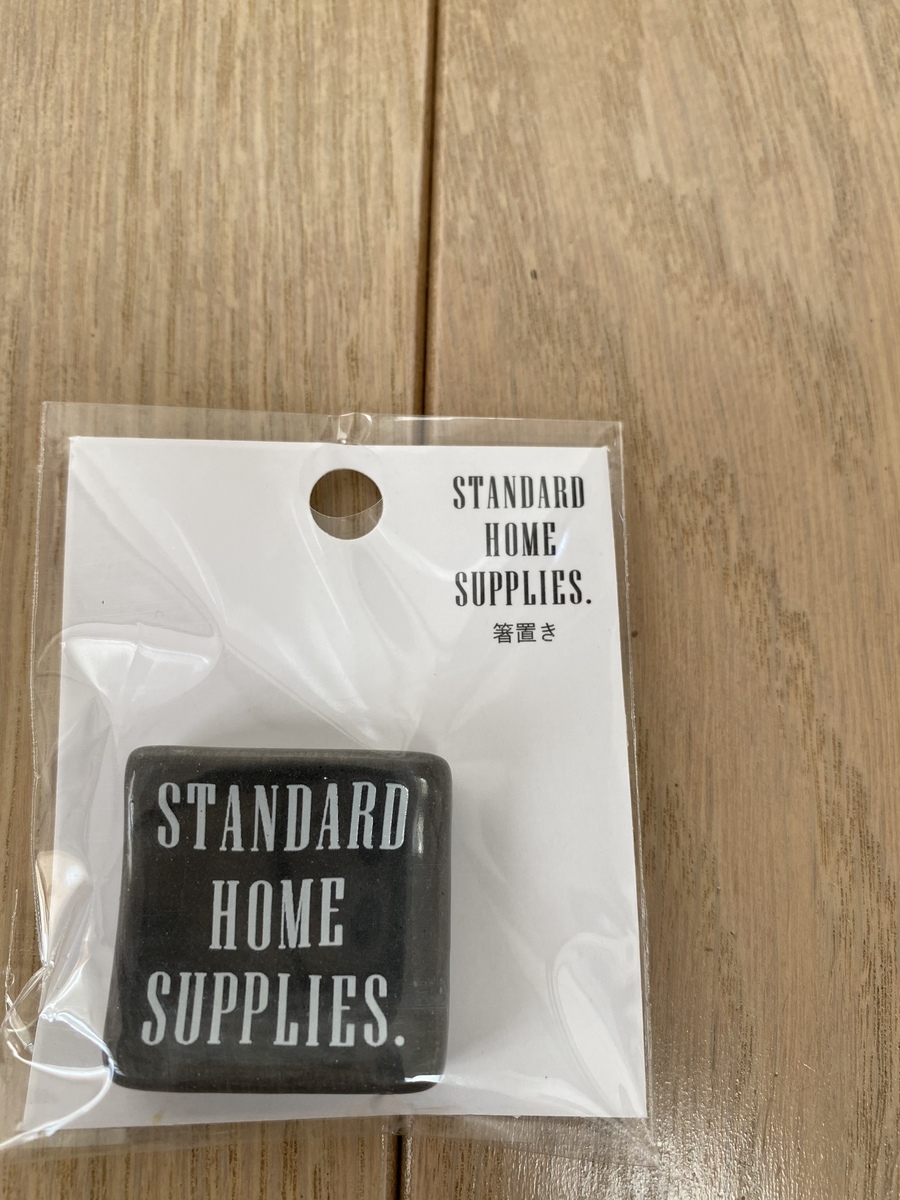 STANDARD
HOME
SUPPLIES.
箸置き
STANDARD
HOME
SUPPLIES.